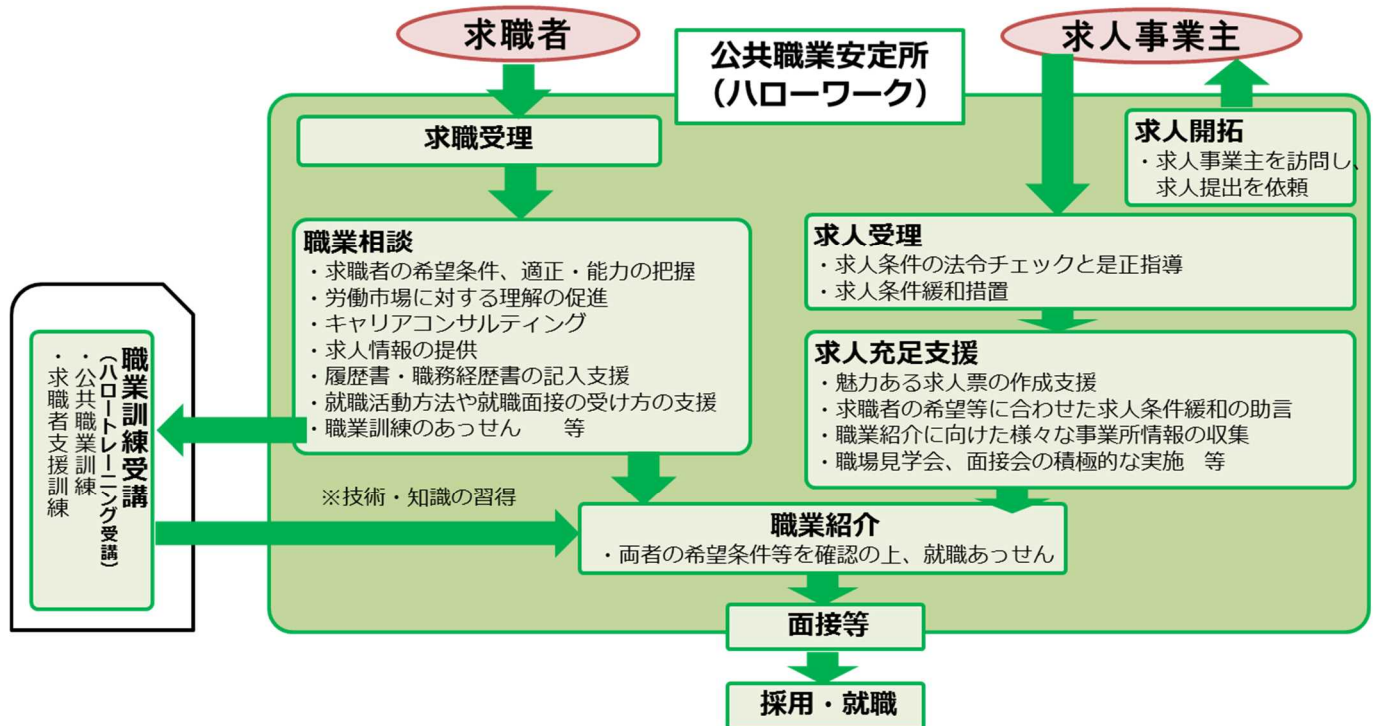 求職者
求人事業主
公共職業安定所
（ハローワーク）
求職受理
求人開拓
・求人事業主を訪問し、
求人提出を依頼
職業相談
・求職者の希望条件、適正・能力の把握
・労働市場に対する理解の促進
・キャリアコンサルティング
・求人情報の提供
・履歴書・職務経歴書の記入支援
・就職活動方法や就職面接の受け方の支援
・職業訓練のあっせん　　等
求人受理
・求人条件の法令チェックと是正指導
・求人条件緩和措置
求人充足支援
・魅力ある求人票の作成支援
・求職者の希望等に合わせた求人条件緩和の助言
・職業紹介に向けた様々な事業所情報の収集
・職場見学会、面接会の積極的な実施　等
職業訓練受講
（ハロートレーニング受講）
・公共職業訓練
・求職者支援訓練
※技術・知識の習得
職業紹介
・両者の希望条件等を確認の上、就職あっせん
面接等
採用・就職